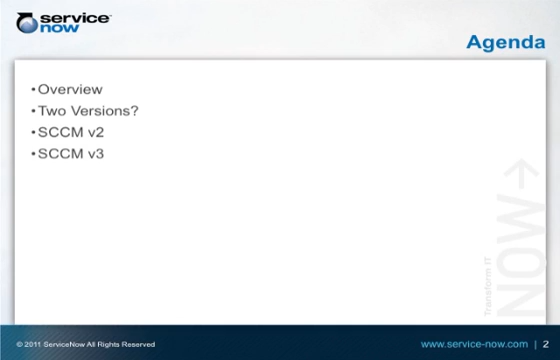 service
now
Agenda
•Overview
•Two Versions?
•SCCM v2
•SCCM v3
Transform IT
NOW→
© 2011 ServiceNow All Rights Reserved
www.service-now.com | 2